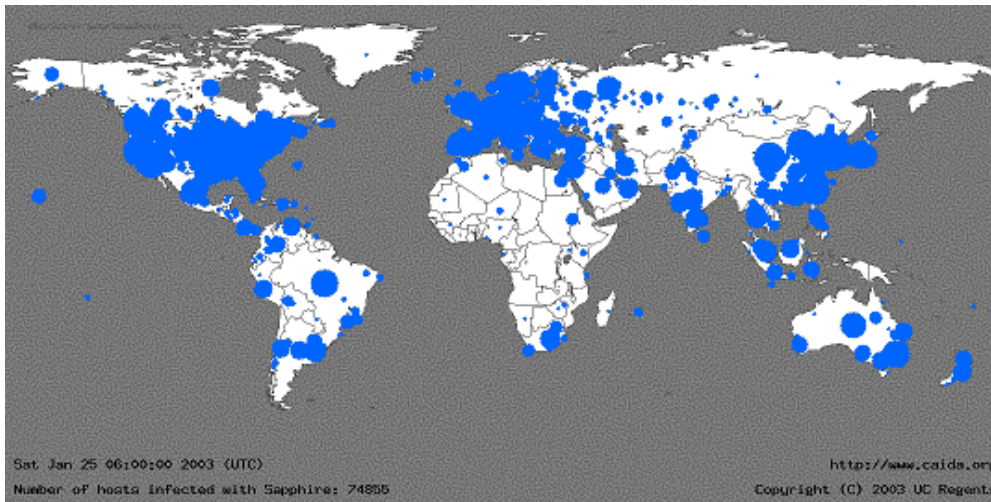 Sat Jan 25 06:00:00 2003 (UTC)
http://www.caida.org
Number of hosts infected with Sapphire: 74855
Copyright (C) 2003 UC Regents